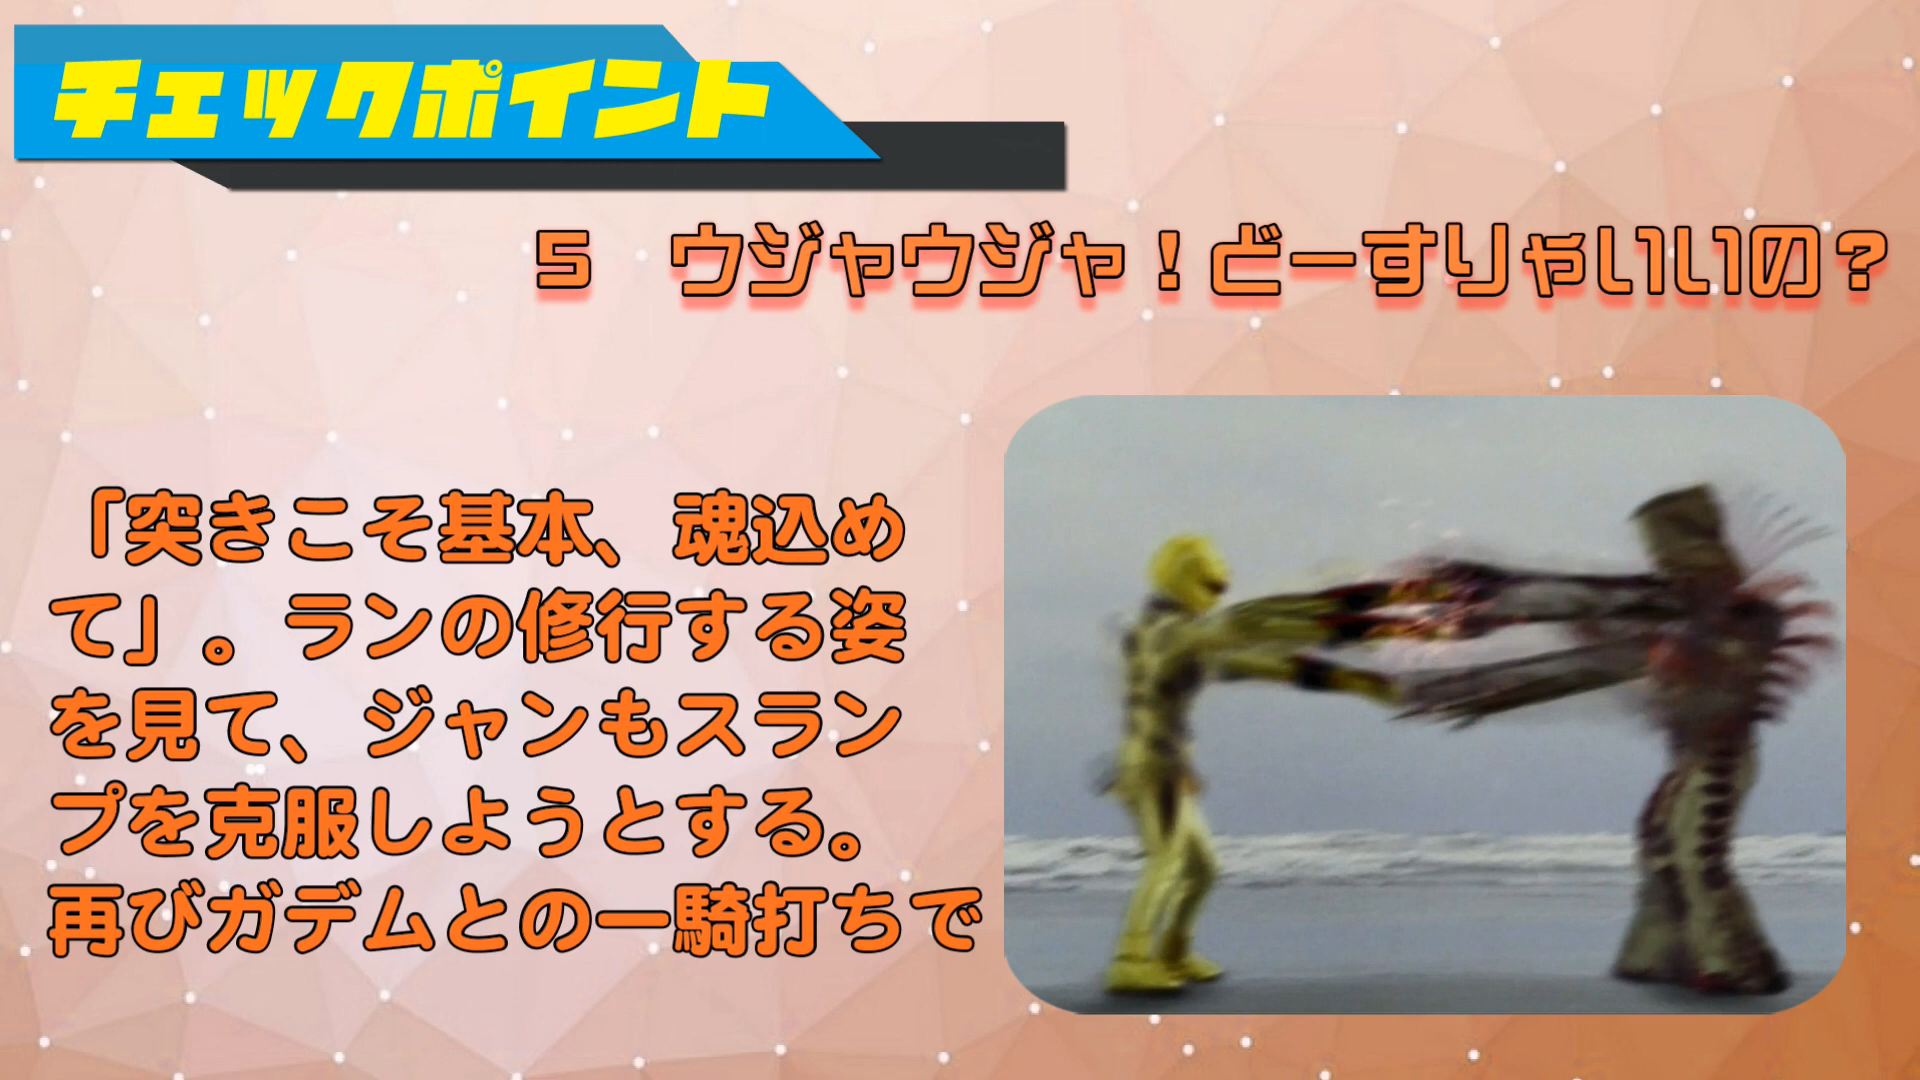 チェックポイント
5　ウジャウジャ！どーすりゃいいの？
「突きこそ基本、魂込め
て」。ランの修行する姿
を見て、ジャンもスラン
プを克服しようとする。
再びガデムとの一騎打ちで